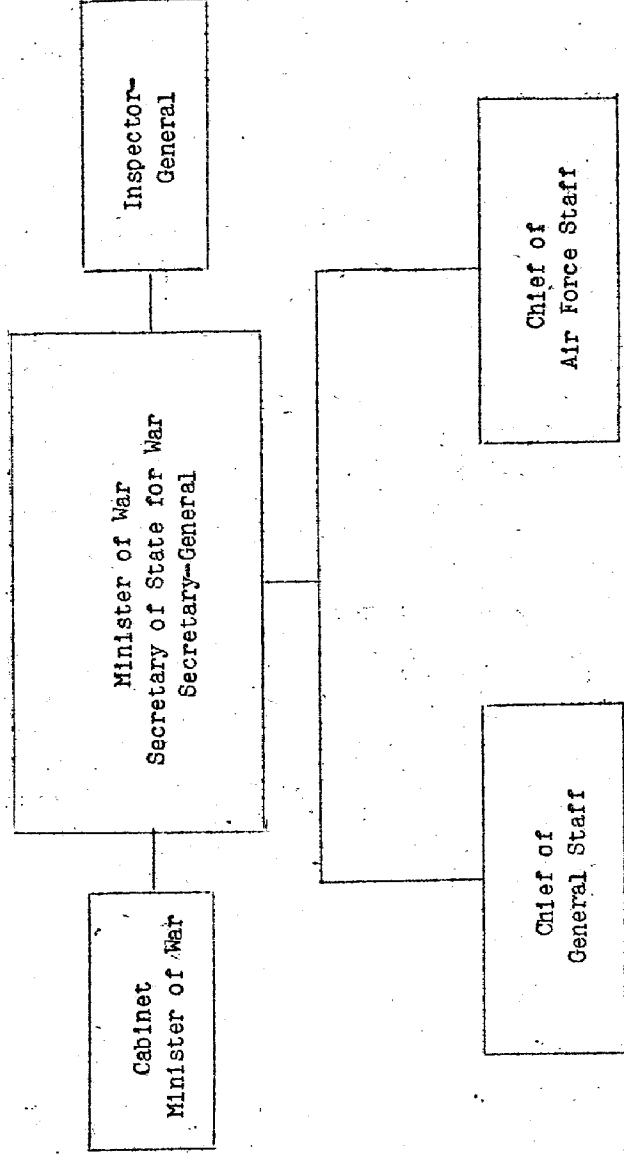 Cabinet
Minister of War
Minister of War
Secretary of State for War
Secretary-General
Inspector-
General
Chief of
General Staff
Chief of
Air Force Staff